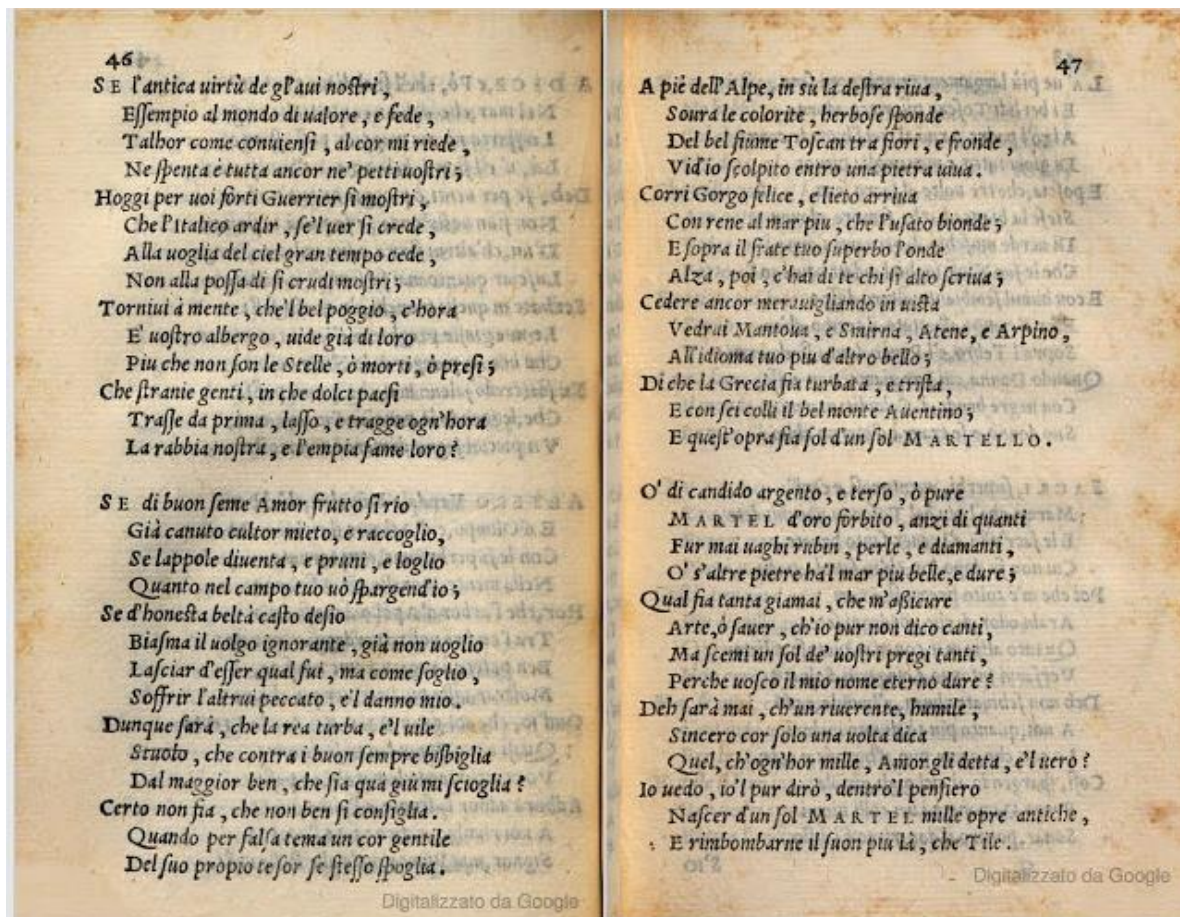 46
SE l'antica uirtù de gl'aui nostri,
Essempio al mondo di ualore, e fede,
Talhor come conuiensi, al cor mi riede,
Ne spenta è tutta ancor ne' petti uostri;
Hoggi per uoi forti Guerrier si mostri,
Che l'Italico ardir, se'l uer si crede,
Alla uoglia del ciel gran tempo cede,
Non alla possa di si crudi mostri;
Torniui á mente, che'l bel poggio, c'hora
E' uostro albergo, uide giá di loro
Piu che non son le Stelle, ò morti, ò presi;
Che stranie genti, in che dolci paesi
Trasse da prima, lasso, e tragge ogn'hora
La rabbia nostra, e l'empia fame loro?
SE di buon seme Amor frutto si rio
Giá canuto cultor mieto, e raccoglio,
Se lappole diuenta, e pruni, e loglio
Quanto nel campo tuo uò spargend'io;
Se d'honesta beltá casto desio
Biasma il uolgo ignorante, giá non uoglio
Lasciar d'esser qual fui, ma come soglio,
Soffrir l'altrui peccato, e'l danno mio.
Dunque sará, che la rea turba, e'l uile
Stuolo, che contra i buon sempre bisbiglia
Dal maggior ben, che sia quá giù mi scioglia?
Certo non fia, che non ben si consiglia.
Quando per falsa tema un cor gentile
Del suo propio tesor se stesso spoglia.
Digitalizzato da Google
47
A piè dell'Alpe, in sù la destra riua,
Soura le colorite, herbose sponde
Del bel fiume Toscan tra fiori, e fronde,
Vid'io scolpito entro una pietra uiua.
Corri Gorgo felice, e lieto arriua
Con rene al mar piu, che l'usato bionde;
E sopra il frate tuo superbo l'onde
Alza, poi, c'hai di te chi sì alto scriua;
Cedere ancor merauigliando in uista
Vedrai Mantoua, e Smirna, Atene, e Arpino,
All'idioma tuo piu d'altro bello;
Di che la Grecia fia turbata, e trista,
E con sei colli il bel monte Auentino;
E quest'opra fia sol d'un sol MARTELLO.
O' di candido argento, e terso, ò pure
MARTEL d'oro forbito, anzi di quanti
Fur mai uaghi rubin, perle, e diamanti,
O' s'altre pietre há'l mar piu belle, e dure;
Qual fia tanta giamai, che m'aßicure
Arte, ò sauer, ch'io pur non dico canti,
Ma scemi un sol de' uostri pregi tanti,
Perche uosco il mio nome eterno dure?
Deh sarà mai, ch'un riuerente, humile,
Sincero cor solo una uolta dica
Quel, ch'ogn'hor mille, Amor gli detta, e'l uero?
Io uedo, io'l pur dirò, dentro'l pensiero
Nascer d'un sol MARTEL mille opre antiche,
E rimbombarne il suon piu lá, che Tile.
Digitalizzato da Google